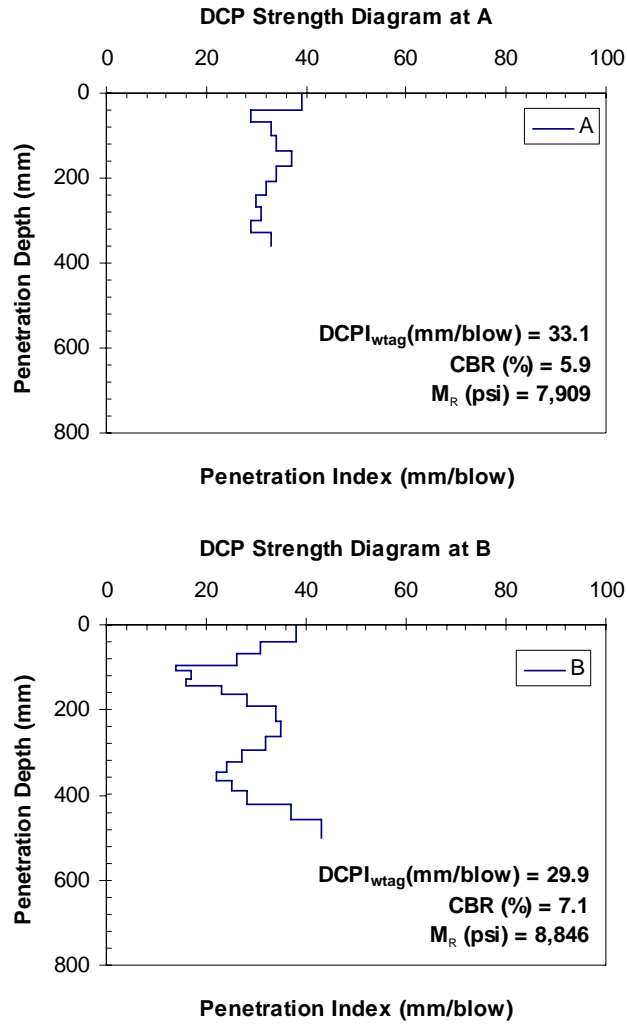 DCP Strength Diagram at A
0 20 40 60 80 100
0
200
400
600
800
Penetration Depth (mm)
A
DCPIwtag(mm/blow) = 33.1
CBR (%) = 5.9
MR (psi) = 7,909
Penetration Index (mm/blow)
DCP Strength Diagram at B
0 20 40 60 80 100
0
200
400
600
800
Penetration Depth (mm)
B
DCPIwtag(mm/blow) = 29.9
CBR (%) = 7.1
MR (psi) = 8,846
Penetration Index (mm/blow)